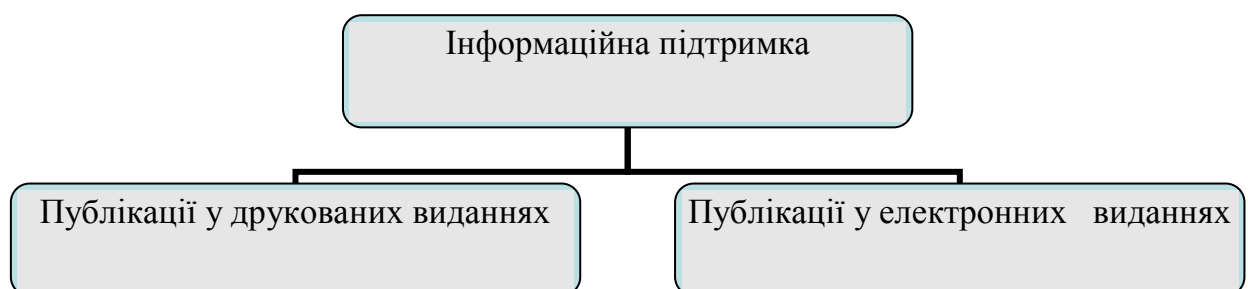 Інформаційна підтримка
Публікації у друкованих виданнях
Публікації у електронних виданнях